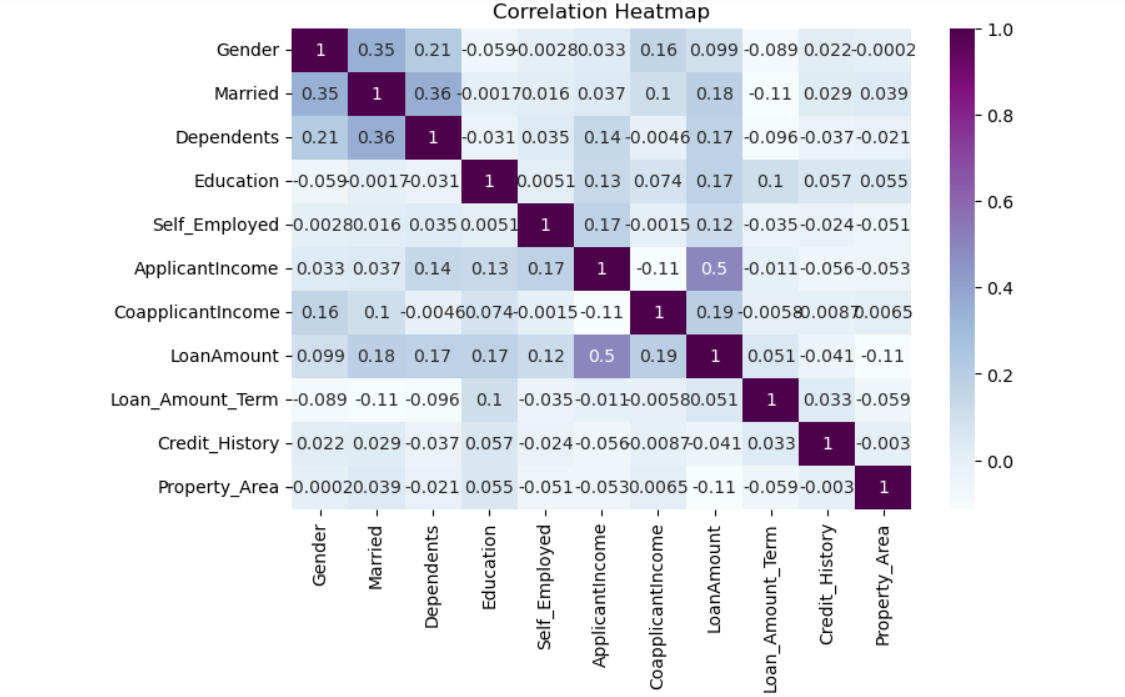 Correlation Heatmap
Gender 1 0.35 0.21 -0.059 -0.0028 0.033 0.16 0.099 -0.089 0.022 -0.0002
Married 0.35 1 0.36 -0.0017 0.016 0.037 0.1 0.18 -0.11 0.029 0.039
Dependents 0.21 0.36 1 -0.031 0.035 0.14 -0.0046 0.17 -0.096 -0.037 -0.021
Education -0.059 -0.0017 -0.031 1 0.0051 0.13 0.074 0.17 0.1 0.057 0.055
Self_Employed -0.0028 0.016 0.035 0.0051 1 0.17 -0.0015 0.12 -0.035 -0.024 -0.051
ApplicantIncome 0.033 0.037 0.14 0.13 0.17 1 -0.11 0.5 -0.011 -0.056 -0.053
CoapplicantIncome 0.16 0.1 -0.0046 0.074 -0.0015 -0.11 1 0.19 -0.0058 -0.0087 0.0065
LoanAmount 0.099 0.18 0.17 0.17 0.12 0.5 0.19 1 0.051 -0.041 -0.11
Loan_Amount_Term -0.089 -0.11 -0.096 0.1 -0.035 -0.011 -0.0058 0.051 1 0.033 -0.059
Credit_History 0.022 0.029 -0.037 0.057 -0.024 -0.056 -0.0087 -0.041 0.033 1 -0.003
Property_Area -0.0002 0.039 -0.021 0.055 -0.051 -0.053 0.0065 -0.11 -0.059 -0.003 1
Gender
Married
Dependents
Education
Self_Employed
ApplicantIncome
CoapplicantIncome
LoanAmount
Loan_Amount_Term
Credit_History
Property_Area
1.0
0.8
0.6
0.4
0.2
0.0